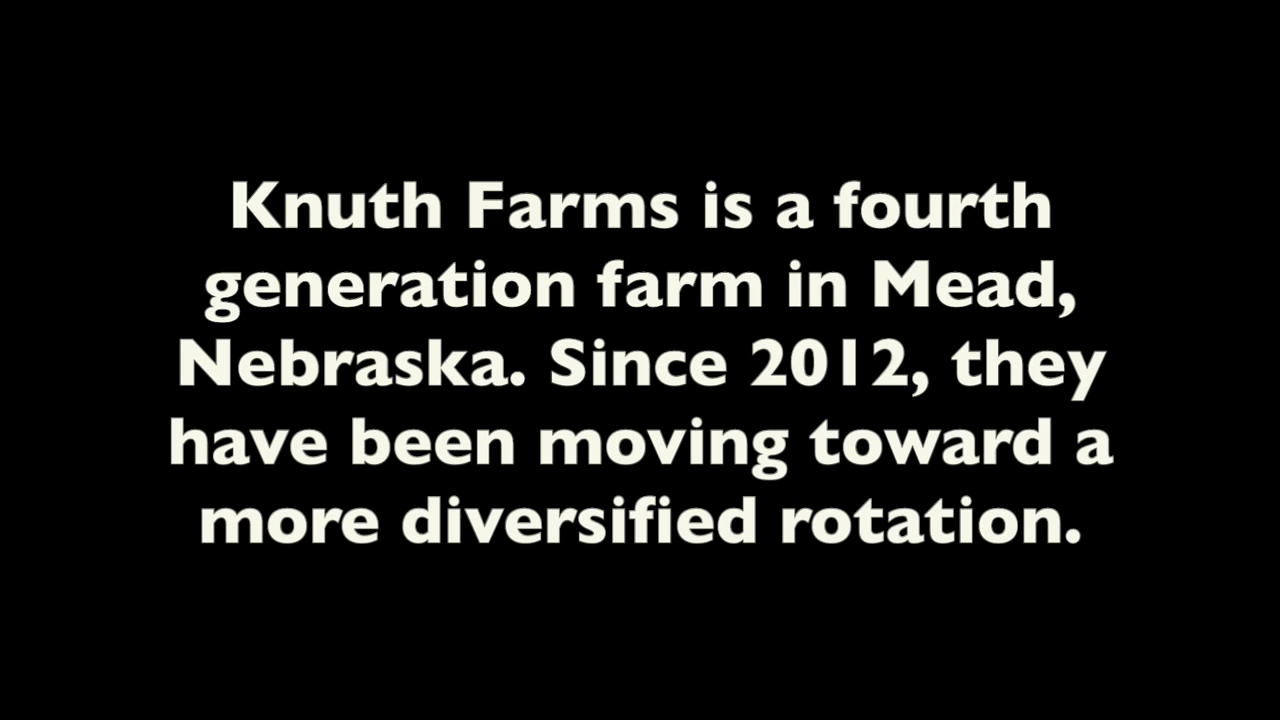 Knuth Farms is a fourth
generation farm in Mead,
Nebraska. Since 2012, they
have been moving toward a
more diversified rotation.